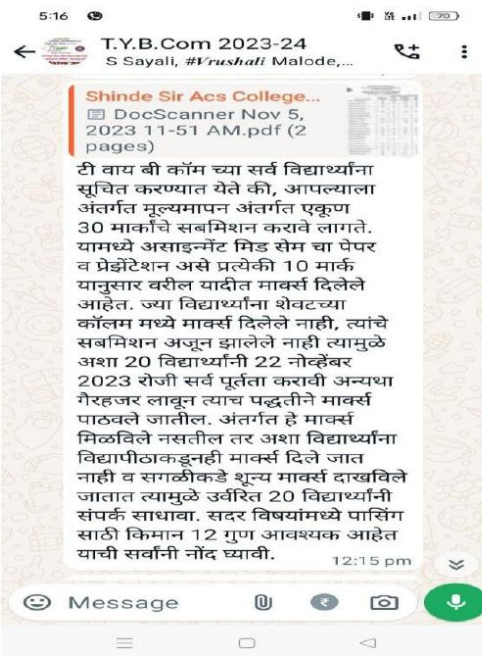 5:16
70
T.Y.B.Com 2023-24
S Sayali, #Vrushali Malode,...
Shinde Sir Acs College...
DocScanner Nov 5,
2023 11-51 AM.pdf (2
pages)
टी वाय बी कॉम च्या सर्व विद्यार्थ्यांना
सूचित करण्यात येते की, आपल्याला
अंतर्गत मूल्यमापन अंतर्गत एकूण
30 मार्कांचे सबमिशन करावे लागते.
यामध्ये असाइन्मेंट मिड सेम चा पेपर
व प्रेझेंटेशन असे प्रत्येकी 10 मार्क
यानुसार वरील यादीत मार्क्स दिलेले
आहेत. ज्या विद्यार्थ्यांना शेवटच्या
कॉलम मध्ये मार्क्स दिलेले नाही, त्यांचे
सबमिशन अजून झालेले नाही त्यामुळे
अशा 20 विद्यार्थ्यांनी 22 नोव्हेंबर
2023 रोजी सर्व पूर्तता करावी अन्यथा
गैरहजर लावून त्याच पद्धतीने मार्क्स
पाठवले जातील. अंतर्गत हे मार्क्स
मिळविले नसतील तर अशा विद्यार्थ्यांना
विद्यापीठाकडूनही मार्क्स दिले जात
नाही व सगळीकडे शून्य मार्क्स दाखविले
जातात त्यामुळे उर्वरित 20 विद्यार्थ्यांनी
संपर्क साधावा. सदर विषयांमध्ये पासिंग
साठी किमान 12 गुण आवश्यक आहेत
याची सर्वांनी नोंद घ्यावी.
12:15 pm
Message